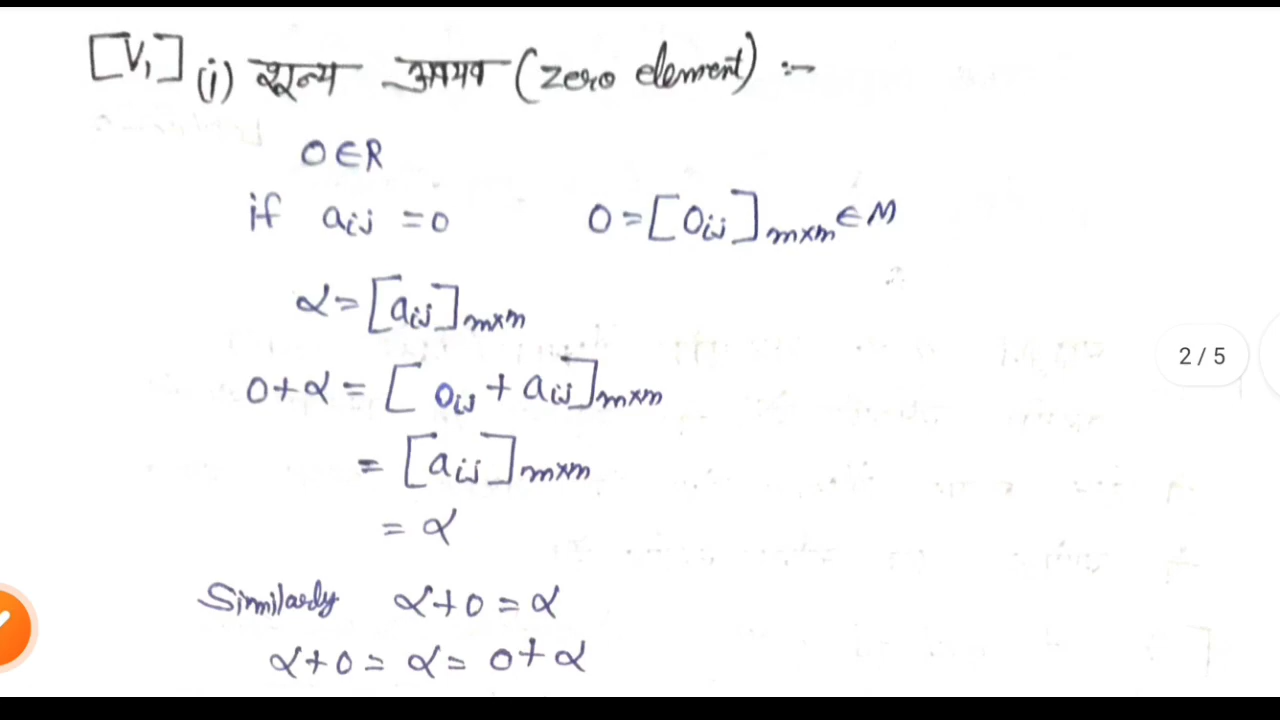 [V₁] (i) शून्य अवयव (zero element) :-
0 ∈ R
if aᵢⱼ = 0 0 = [0ᵢⱼ]ₘₓₙ ∈ M
α = [aᵢⱼ]ₘₓₙ
0 + α = [0ᵢⱼ + aᵢⱼ]ₘₓₙ
= [aᵢⱼ]ₘₓₙ
= α
2 / 5
Similarly α + 0 = α
α + 0 = α = 0 + α